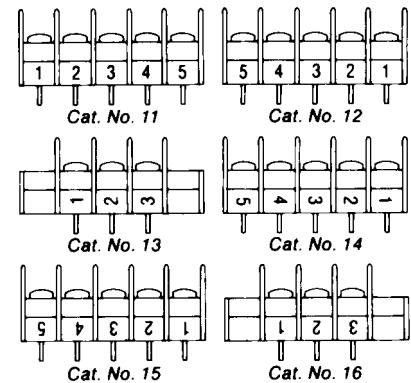 1 2 3 4 5
5 4 3 2 1
Cat. No. 11
Cat. No. 12
1 2 3
5 4 3 2 1
Cat. No. 13
Cat. No. 14
5 4 3 2 1
1 2 3
Cat. No. 15
Cat. No. 16